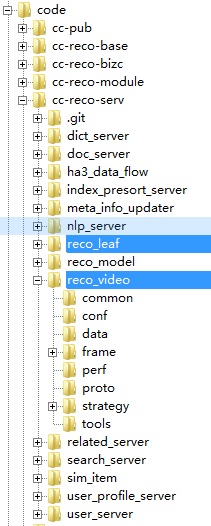 code
cc-pub
cc-reco-base
cc-reco-bizc
cc-reco-module
cc-reco-serv
.git
dict_server
doc_server
ha3_data_flow
index_presort_server
meta_info_updater
nlp_server
reco_leaf
reco_model
reco_video
common
conf
data
frame
perf
proto
strategy
tools
related_server
search_server
sim_item
user_profile_server
user_server